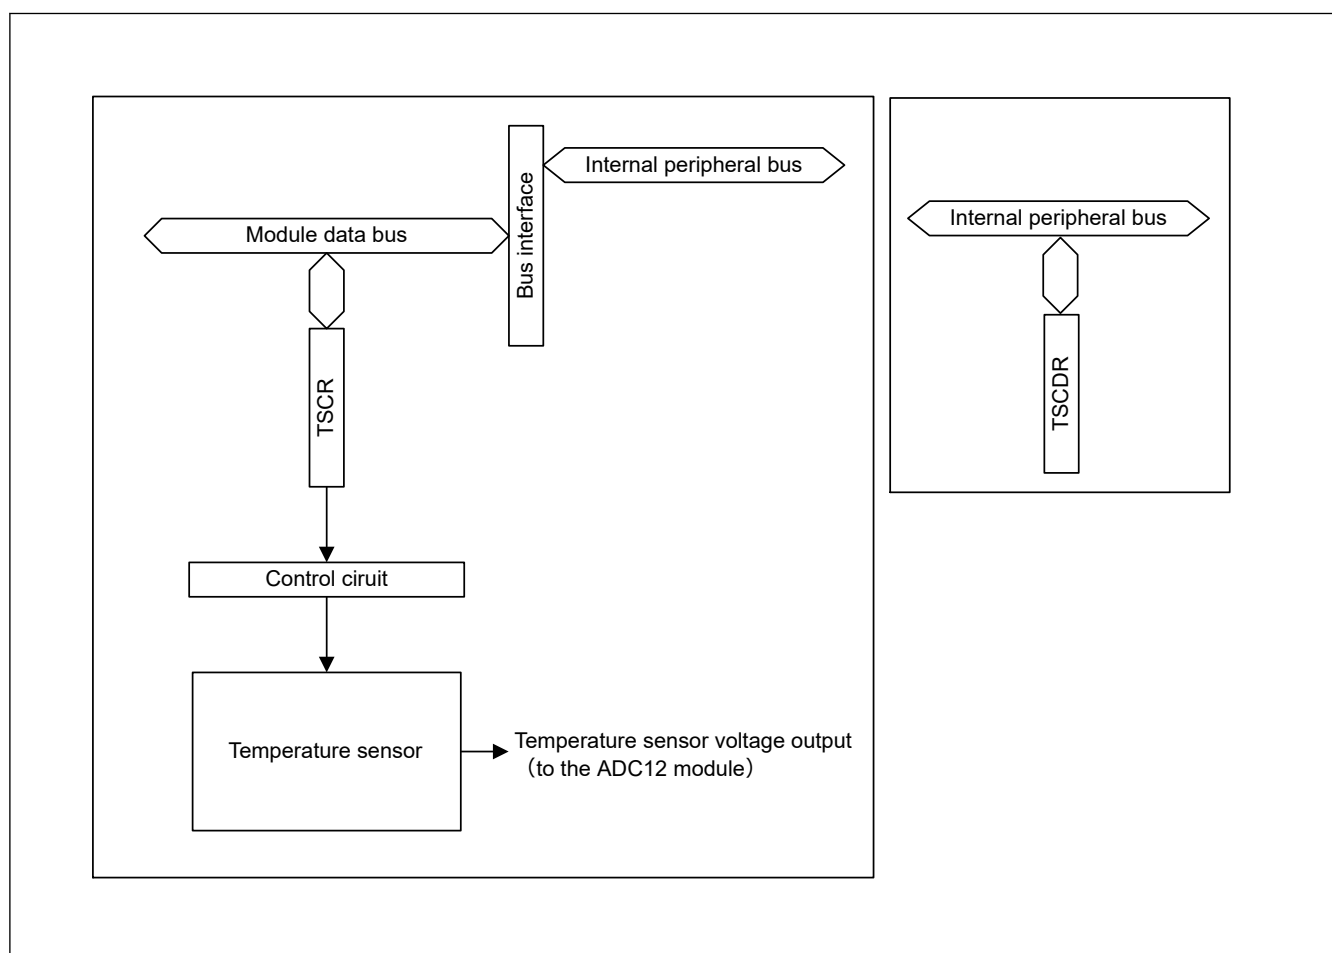 Internal peripheral bus
Module data bus
Bus interface
TSCR
Control ciruit
Temperature sensor
Temperature sensor voltage output
（to the ADC12 module）
Internal peripheral bus
TSCDR